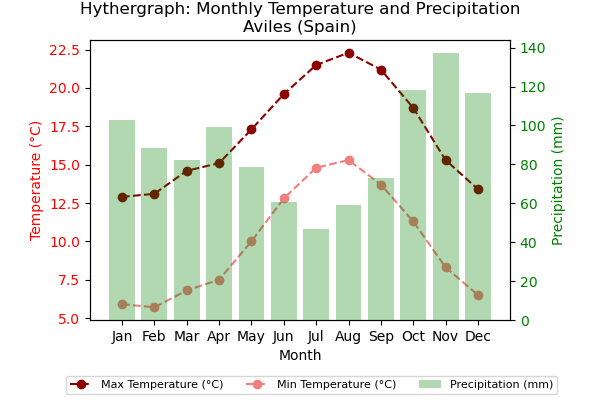 Hythergraph: Monthly Temperature and Precipitation
Aviles (Spain)
Temperature (°C)
22.5
20.0
17.5
15.0
12.5
10.0
7.5
5.0
Precipitation (mm)
140
120
100
80
60
40
20
0
Jan Feb Mar Apr May Jun Jul Aug Sep Oct Nov Dec
Month
Max Temperature (°C) Min Temperature (°C) Precipitation (mm)